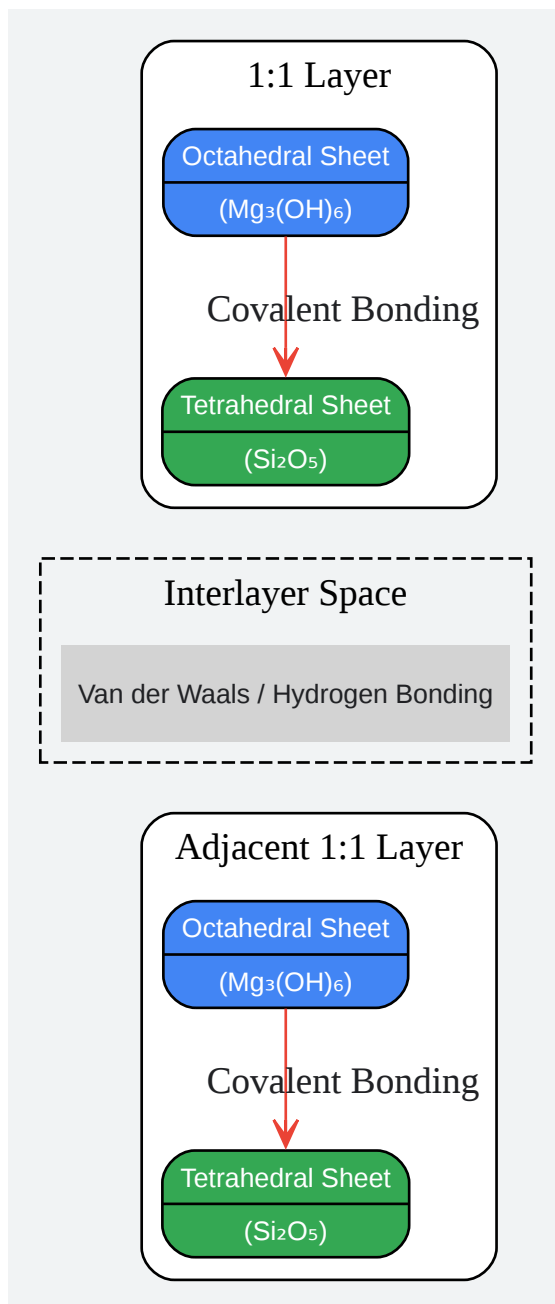 1:1 Layer
Octahedral Sheet
(Mg₃(OH)₆)
Covalent Bonding
Tetrahedral Sheet
(Si₂O₅)
Interlayer Space
Van der Waals / Hydrogen Bonding
Adjacent 1:1 Layer
Octahedral Sheet
(Mg₃(OH)₆)
Covalent Bonding
Tetrahedral Sheet
(Si₂O₅)